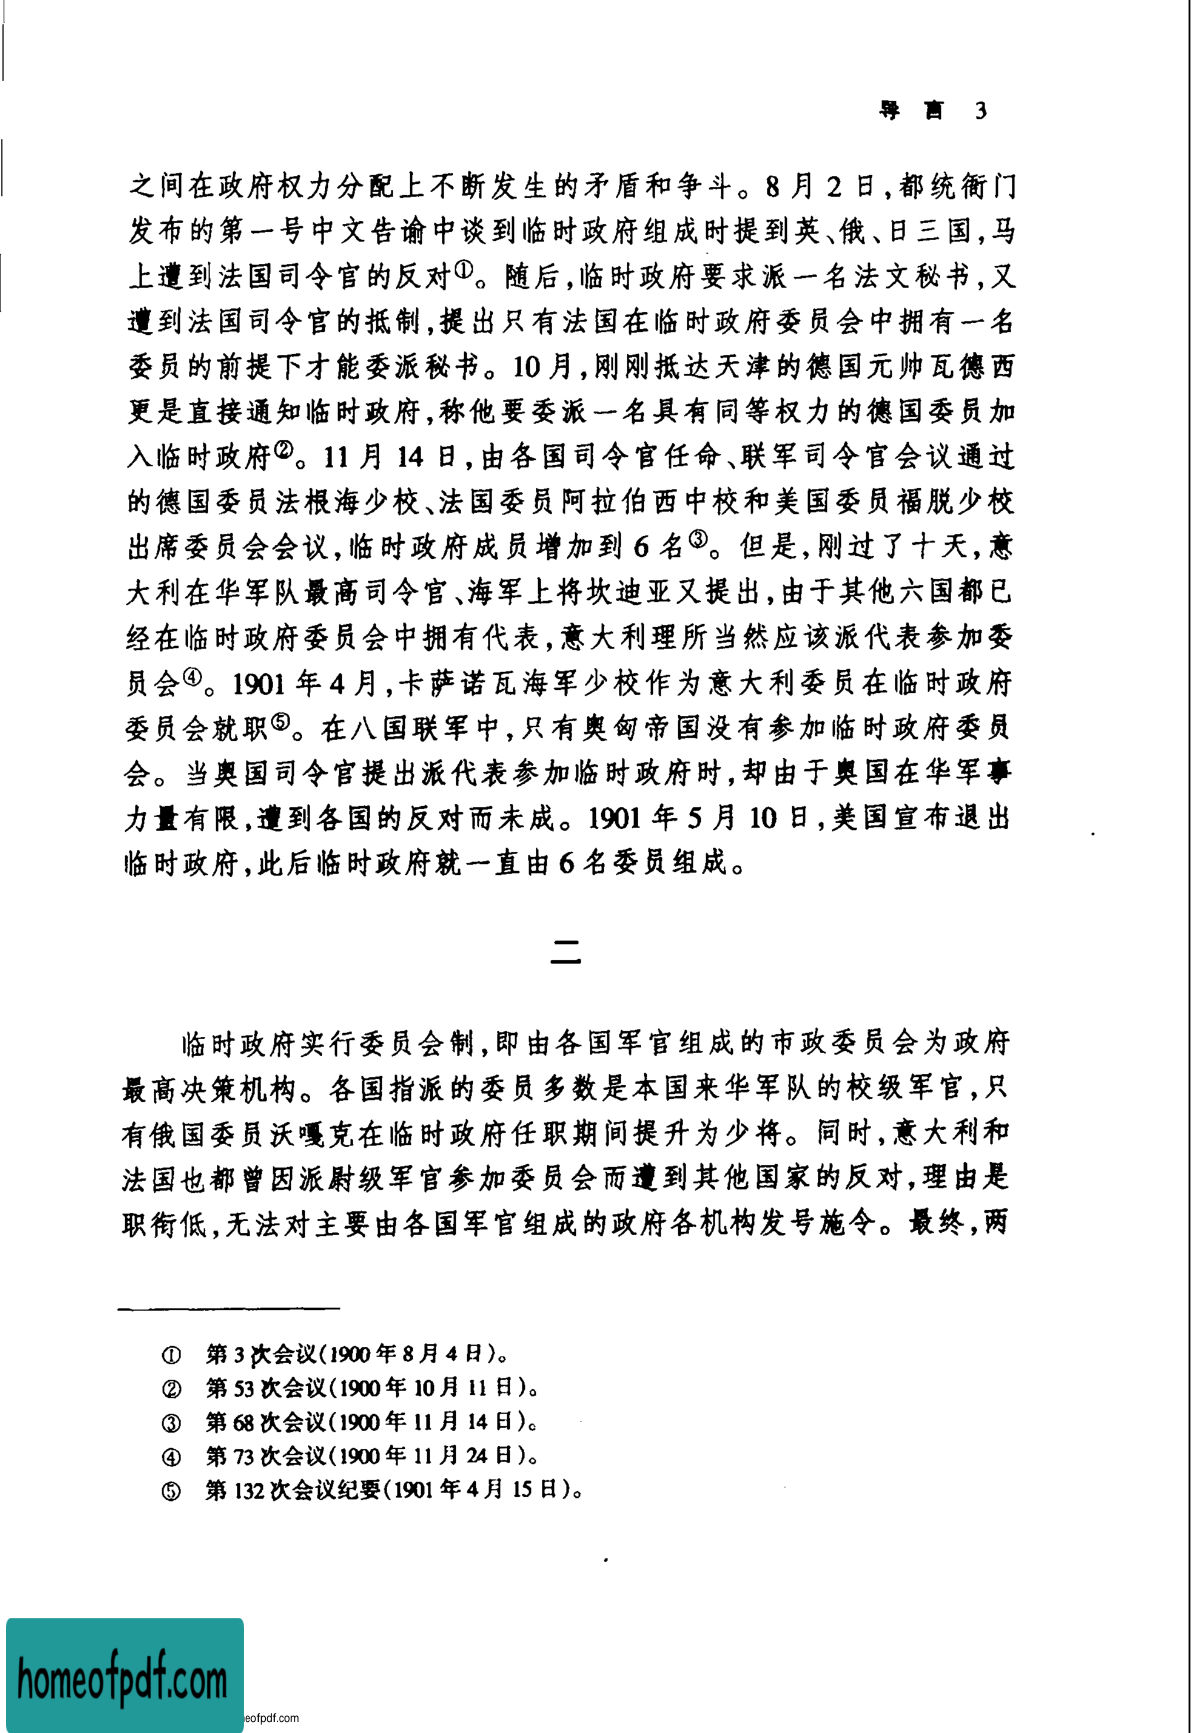 导 言 3
之间在政府权力分配上不断发生的矛盾和争斗。8 月 2 日,都统衙门
发布的第一号中文告谕中谈到临时政府组成时提到英、俄、日三国,马
上遭到法国司令官的反对①。随后,临时政府要求派一名法文秘书,又
遭到法国司令官的抵制,提出只有法国在临时政府委员会中拥有一名
委员的前提下才能委派秘书。10 月,刚刚抵达天津的德国元帅瓦德西
更是直接通知临时政府,称他要委派一名具有同等权力的德国委员加
入临时政府②。11 月 14 日,由各国司令官任命、联军司令官会议通过
的德国委员法根海少校、法国委员阿拉伯西中校和美国委员福脱少校
出席委员会会议,临时政府成员增加到 6 名③。但是,刚过了十天,意
大利在华军队最高司令官、海军上将坎迪亚又提出,由于其他六国都已
经在临时政府委员会中拥有代表,意大利理所当然应该派代表参加委
员会④。1901 年 4 月,卡萨诺瓦海军少校作为意大利委员在临时政府
委员会就职⑤。在八国联军中,只有奥匈帝国没有参加临时政府委员
会。当奥国司令官提出派代表参加临时政府时,却由于奥国在华军事
力量有限,遭到各国的反对而未成。1901 年 5 月 10 日,美国宣布退出
临时政府,此后临时政府就一直由 6 名委员组成。
二
临时政府实行委员会制,即由各国军官组成的市政委员会为政府
最高决策机构。各国指派的委员多数是本国来华军队的校级军官,只
有俄国委员沃嘎克在临时政府任职期间提升为少将。同时,意大利和
法国也都曾因派尉级军官参加委员会而遭到其他国家的反对,理由是
职衔低,无法对主要由各国军官组成的政府各机构发号施令。最终,两
① 第 3 次会议(1900 年 8 月 4 日)。
② 第 53 次会议(1900 年 10 月 11 日)。
③ 第 68 次会议(1900 年 11 月 14 日)。
④ 第 73 次会议(1900 年 11 月 24 日)。
⑤ 第 132 次会议纪要(1901 年 4 月 15 日)。
homeofpdf.com
eofpdf.com